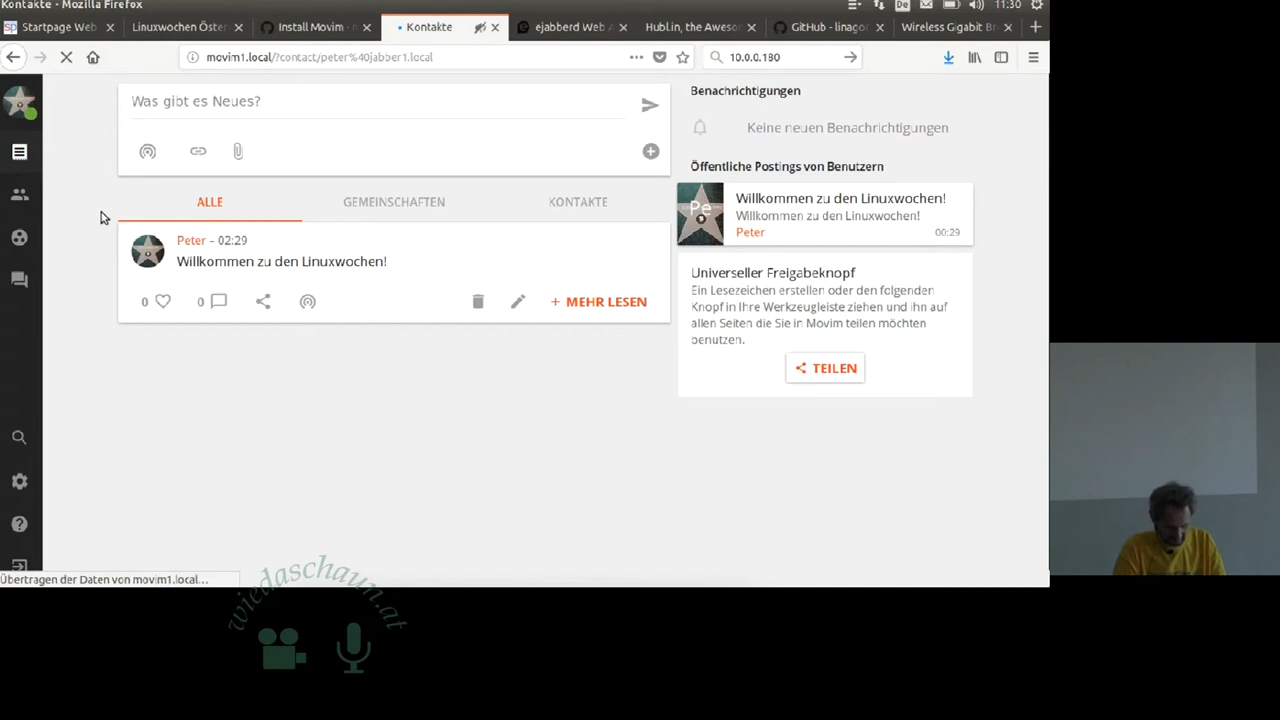 Kontakte - Mozilla Firefox
De
11:30
Startpage Web
Linuxwochen Öster
Install Movim - n
Kontakte
ejabberd Web A
Hubl.in, the Aweso
GitHub - linagor
Wireless Gigabit Br
movim1.local/?contact/peter%40jabber1.local
10.0.0.180
Was gibt es Neues?
ALLE
GEMEINSCHAFTEN
KONTAKTE
Peter – 02:29
Willkommen zu den Linuxwochen!
0
0
+ MEHR LESEN
Benachrichtigungen
Keine neuen Benachrichtigungen
Öffentliche Postings von Benutzern
Pe
Willkommen zu den Linuxwochen!
Willkommen zu den Linuxwochen!
Peter
00:29
Universeller Freigabeknopf
Ein Lesezeichen erstellen oder den folgenden
Knopf in Ihre Werkzeugleiste ziehen und ihn auf
allen Seiten die Sie in Movim teilen möchten
benutzen.
TEILEN
Übertragen der Daten von movim1.local...
wiedaschaun.at